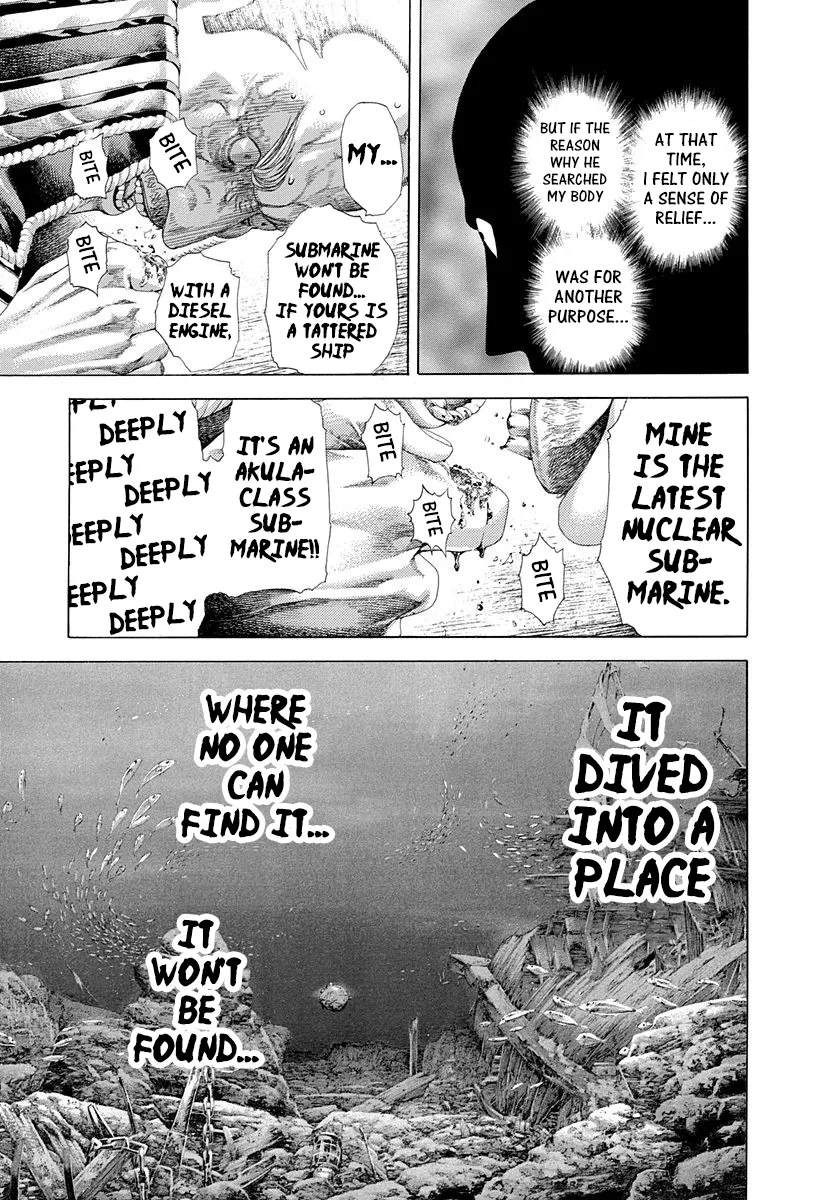 AT THAT
TIME,
I FELT ONLY
A SENSE OF
RELIEF...
BUT IF THE
REASON
WHY HE
SEARCHED
MY BODY
WAS FOR
ANOTHER
PURPOSE...
MY...
SUBMARINE
WON'T BE
FOUND...
IF YOURS IS
A TATTERED
SHIP
WITH A
DIESEL
ENGINE,
BITE
BITE
BITE
MINE
IS THE
LATEST
NUCLEAR
SUB-
MARINE.
BITE
BITE
BITE
IT'S AN
AKULA-
CLASS
SUB-
MARINE!!
EPLY
DEEPLY
EEPLY
DEEPLY
DEEPLY
DEEPLY
EEPLY
DEEPLY
IT
DIVED
INTO A
PLACE
WHERE
NO ONE
CAN
FIND IT...
IT
WON'T
BE
FOUND...